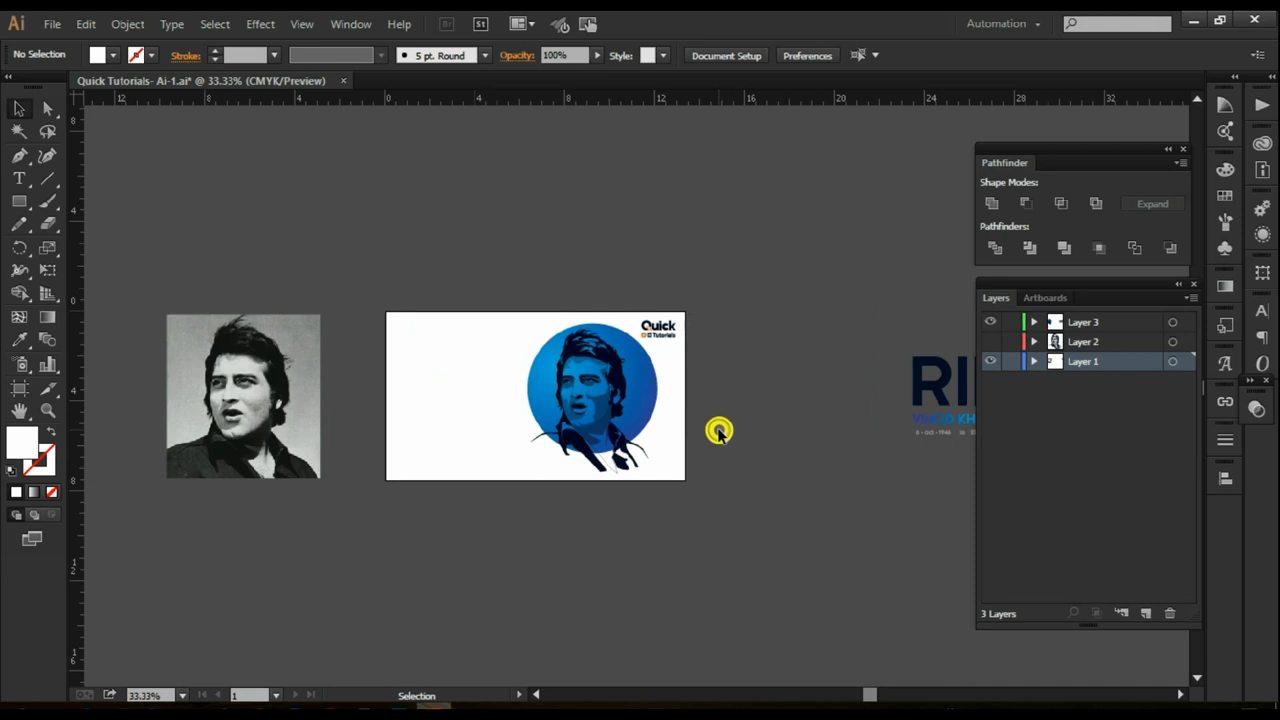 Ai File Edit Object Type Select Effect View Window Help Br St Automation
No Selection Stroke: 5 pt. Round Opacity: 100% Style: Document Setup Preferences
Quick Tutorials- Ai-1.ai* @ 33.33% (CMYK/Preview) ×
12 8 4 0 4 8 12 16 20 24 28 32
Pathfinder
Shape Modes:
Expand
Pathfinders:
Layers Artboards
Layer 3
Layer 2
Layer 1
3 Layers
Quick
Tutorials
33.33% 1 Selection